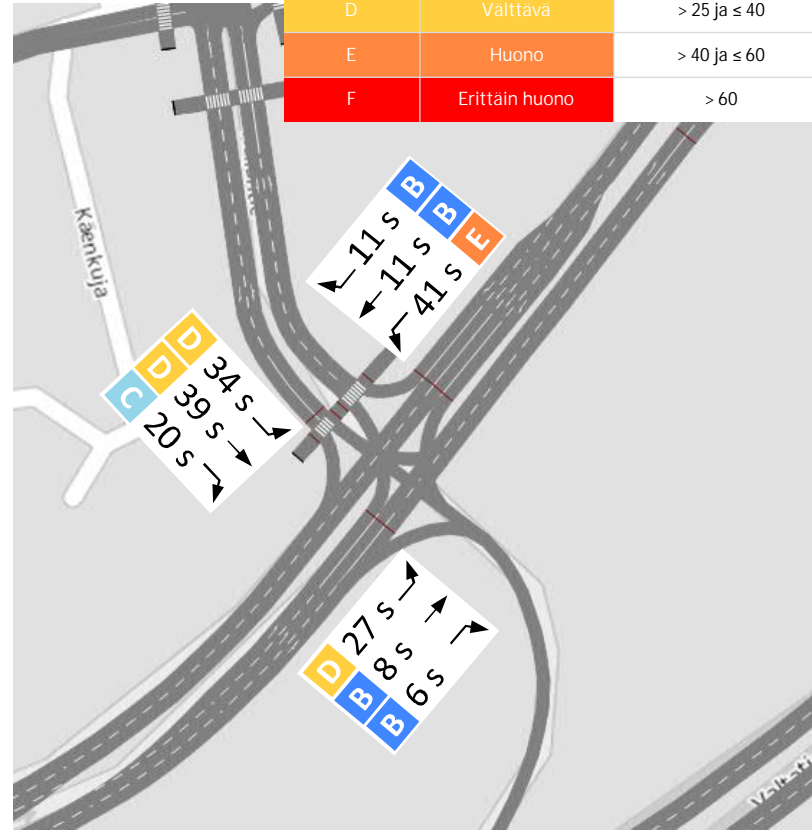 D Välttävä > 25 ja ≤ 40
E Huono > 40 ja ≤ 60
F Erittäin huono > 60
Käenkuja
B 11 s
B 11 s
E 41 s
D 34 s
D 39 s
C 20 s
D 27 s
B 8 s
B 6 s